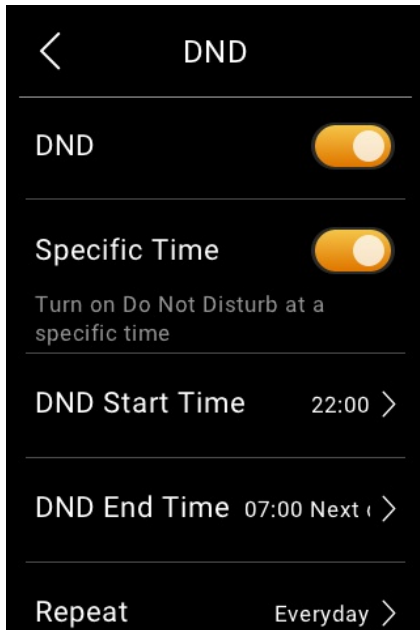 DND
DND
Specific Time
Turn on Do Not Disturb at a
specific time
DND Start Time 22:00
DND End Time 07:00 Next
Repeat Everyday